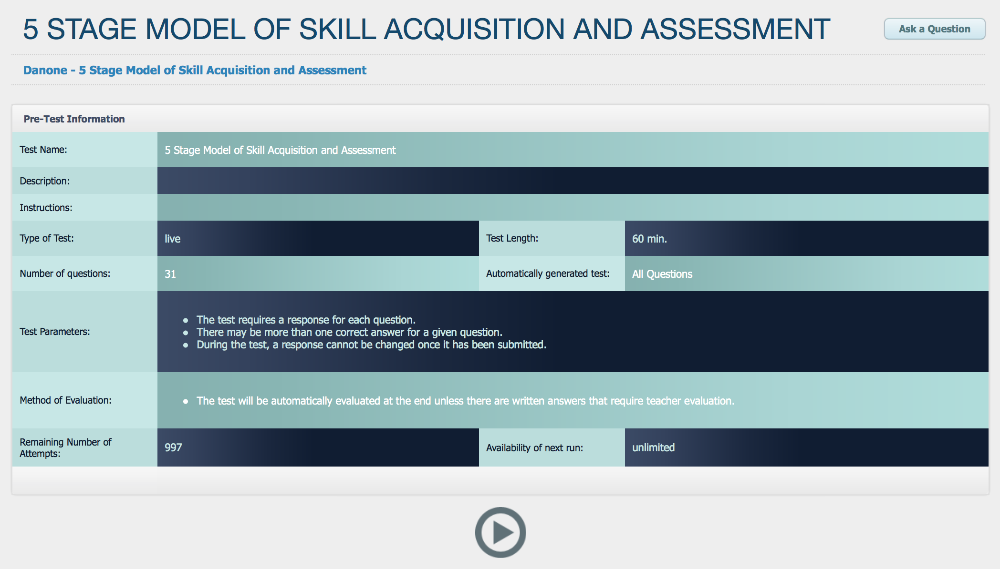 5 STAGE MODEL OF SKILL ACQUISITION AND ASSESSMENT
Ask a Question
Danone - 5 Stage Model of Skill Acquisition and Assessment
Pre-Test Information
Test Name:
5 Stage Model of Skill Acquisition and Assessment
Description:
Instructions:
Type of Test:
live
Test Length:
60 min.
Number of questions:
31
Automatically generated test:
All Questions
Test Parameters:
● The test requires a response for each question.
● There may be more than one correct answer for a given question.
● During the test, a response cannot be changed once it has been submitted.
Method of Evaluation:
● The test will be automatically evaluated at the end unless there are written answers that require teacher evaluation.
Remaining Number of
Attempts:
997
Availability of next run:
unlimited